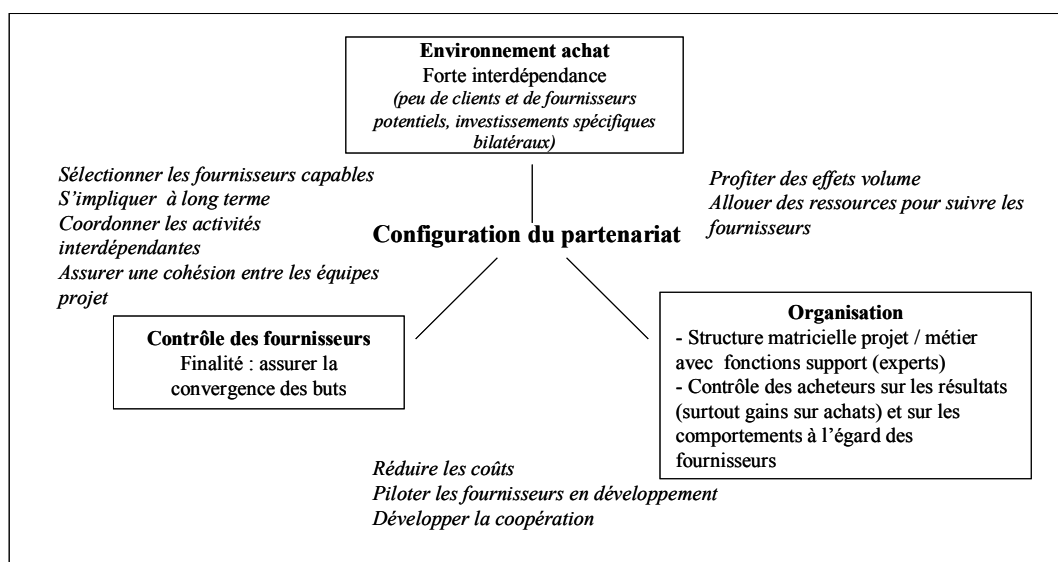 Environnement achat
Forte interdépendance
(peu de clients et de fournisseurs
potentiels, investissements spécifiques
bilatéraux)
Sélectionner les fournisseurs capables
S’impliquer à long terme
Coordonner les activités
interdépendantes
Assurer une cohésion entre les équipes
projet
Profiter des effets volume
Allouer des ressources pour suivre les
fournisseurs
Configuration du partenariat
Contrôle des fournisseurs
Finalité : assurer la
convergence des buts
Organisation
- Structure matricielle projet / métier
avec fonctions support (experts)
- Contrôle des acheteurs sur les résultats
(surtout gains sur achats) et sur les
comportements à l’égard des
fournisseurs
Réduire les coûts
Piloter les fournisseurs en développement
Développer la coopération